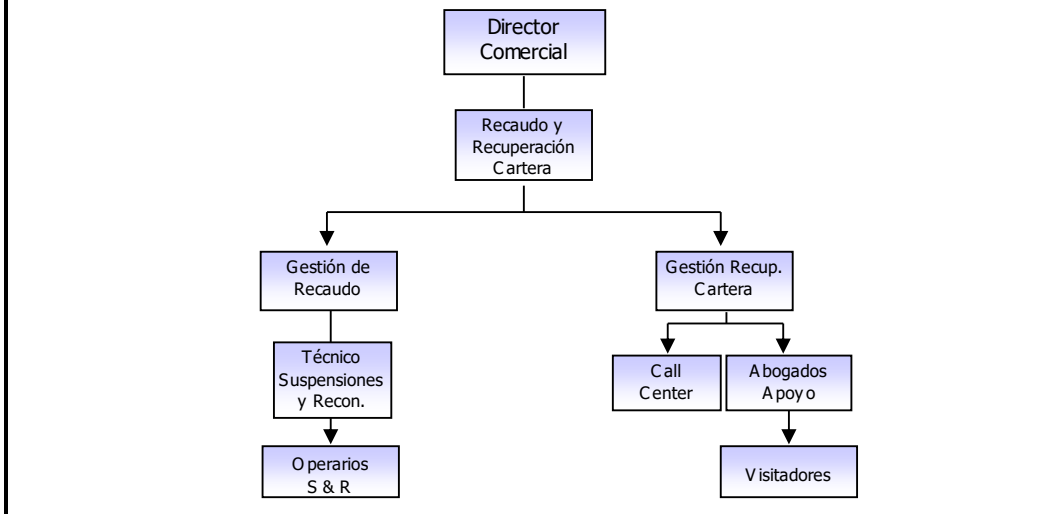 Director
Comercial
Recaudo y
Recuperación
Cartera
Gestión de
Recaudo
Gestión Recup.
Cartera
Técnico
Suspensiones
y Recon.
Call
Center
Abogados
Apoyo
Operarios
S & R
Visitadores